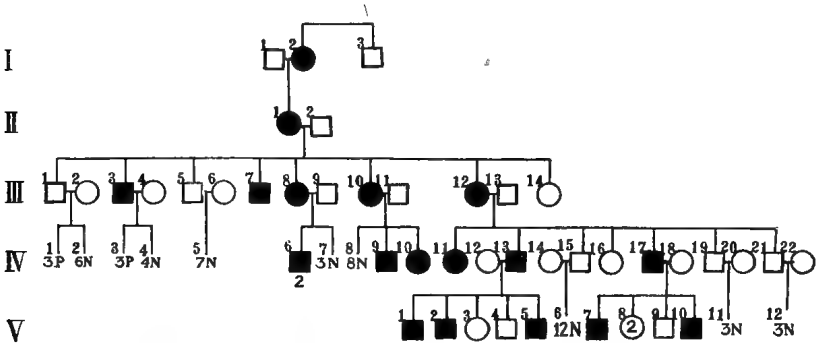 I 1 2 3
II 1 2
III 1 2 3 4 5 6 7 8 9 10 11 12 13 14
1 2 3 4 5 6 7 8 9 10 11 12 13 14 15 16 17 18 19 20 21 22
IV 3P 6N 3P 4N 7N 3N 8N
2
1 2 3 4 5 6 7 8 9 10 11 12
V 12N 2 3N 3N